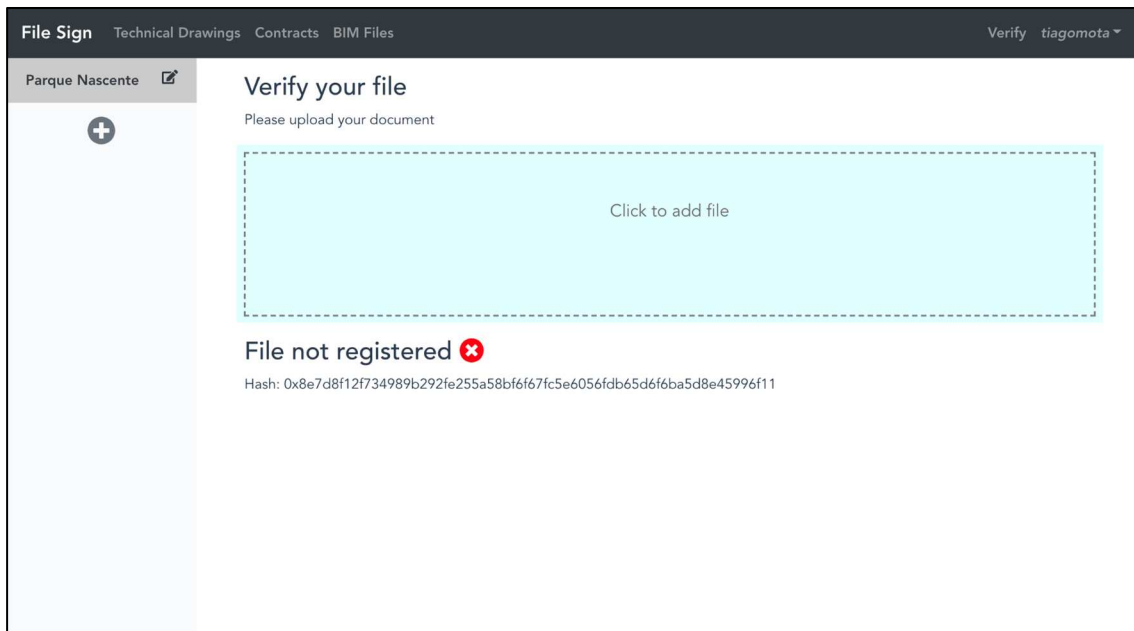 File Sign Technical Drawings Contracts BIM Files Verify tiagomota
Parque Nascente
Verify your file
Please upload your document
Click to add file
File not registered
Hash: 0x8e7d8f12f734989b292fe255a58bf6f67fc5e6056fdb65d6f6ba5d8e45996f11